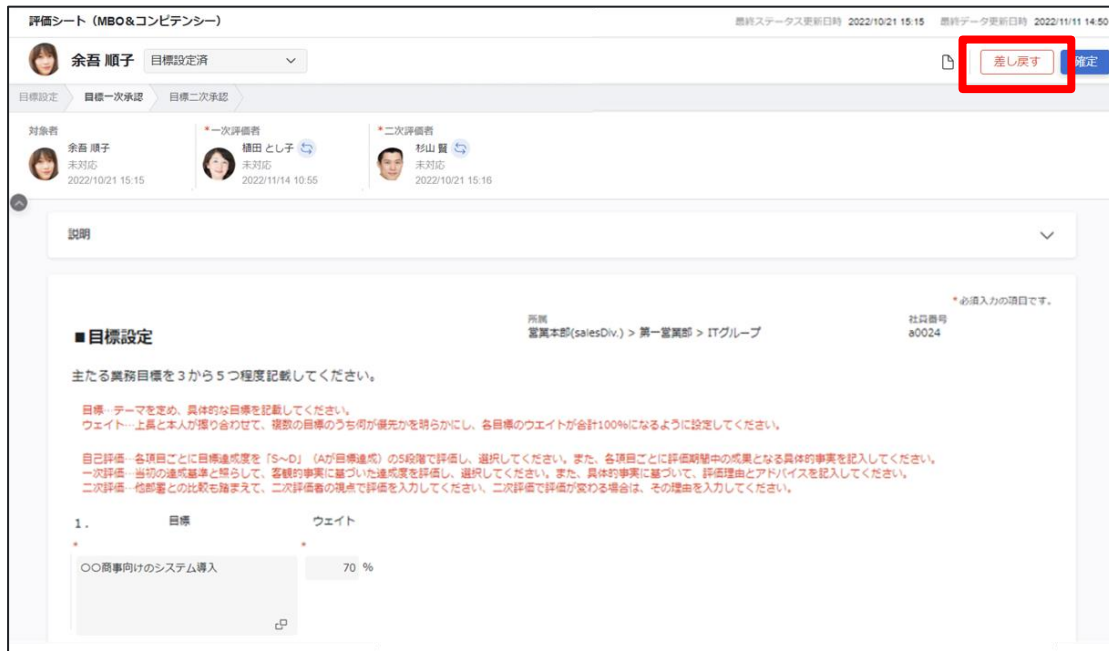 評価シート（MBO&コンピテンシー）
最終ステータス更新日時 2022/10/21 15:15 最終データ更新日時 2022/11/11 14:50
余吾 順子 目標設定済
差し戻す 確定
目標設定 目標一次承認 目標二次承認
対象者 *一次評価者 *二次評価者
余吾 順子 植田 とし子 杉山 賢
未対応 未対応 未対応
2022/10/21 15:15 2022/11/14 10:55 2022/10/21 15:16
説明
*必須入力の項目です。
所属 社員番号
■目標設定 営業本部(salesDiv.) > 第一営業部 > ITグループ a0024
主たる業務目標を３から５つ程度記載してください。
目標…テーマを定め、具体的な目標を記載してください。
ウェイト…上長と本人が擦り合わせて、複数の目標のうち何が優先かを明らかにし、各目標のウエイトが合計100%になるように設定してください。
自己評価…各項目ごとに目標達成度を「S～D」（Aが目標達成）の5段階で評価し、選択してください。また、各項目ごとに評価期間中の成果となる具体的事実を記入してください。
一次評価…当初の達成基準と照らして、客観的事実に基づいた達成度を評価し、選択してください。また、具体的事実に基づいて、評価理由とアドバイスを記入してください。
二次評価…他部署との比較も踏まえて、二次評価者の視点で評価を入力してください、二次評価で評価が変わる場合は、その理由を入力してください。
1. 目標 ウェイト
* *
〇〇商事向けのシステム導入 70 %